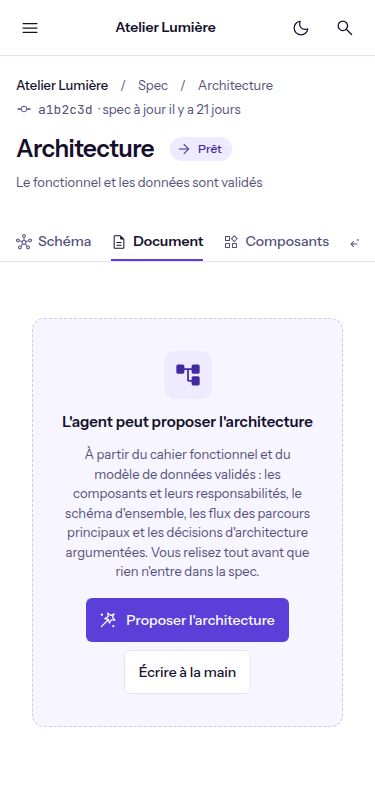 Atelier Lumière
Atelier Lumière / Spec / Architecture
a1b2c3d · spec à jour il y a 21 jours
Architecture
Prêt
Le fonctionnel et les données sont validés
Schéma Document Composants
L'agent peut proposer l'architecture
À partir du cahier fonctionnel et du
modèle de données validés : les
composants et leurs responsabilités, le
schéma d'ensemble, les flux des parcours
principaux et les décisions d'architecture
argumentées. Vous relisez tout avant que
rien n'entre dans la spec.
Proposer l'architecture
Écrire à la main